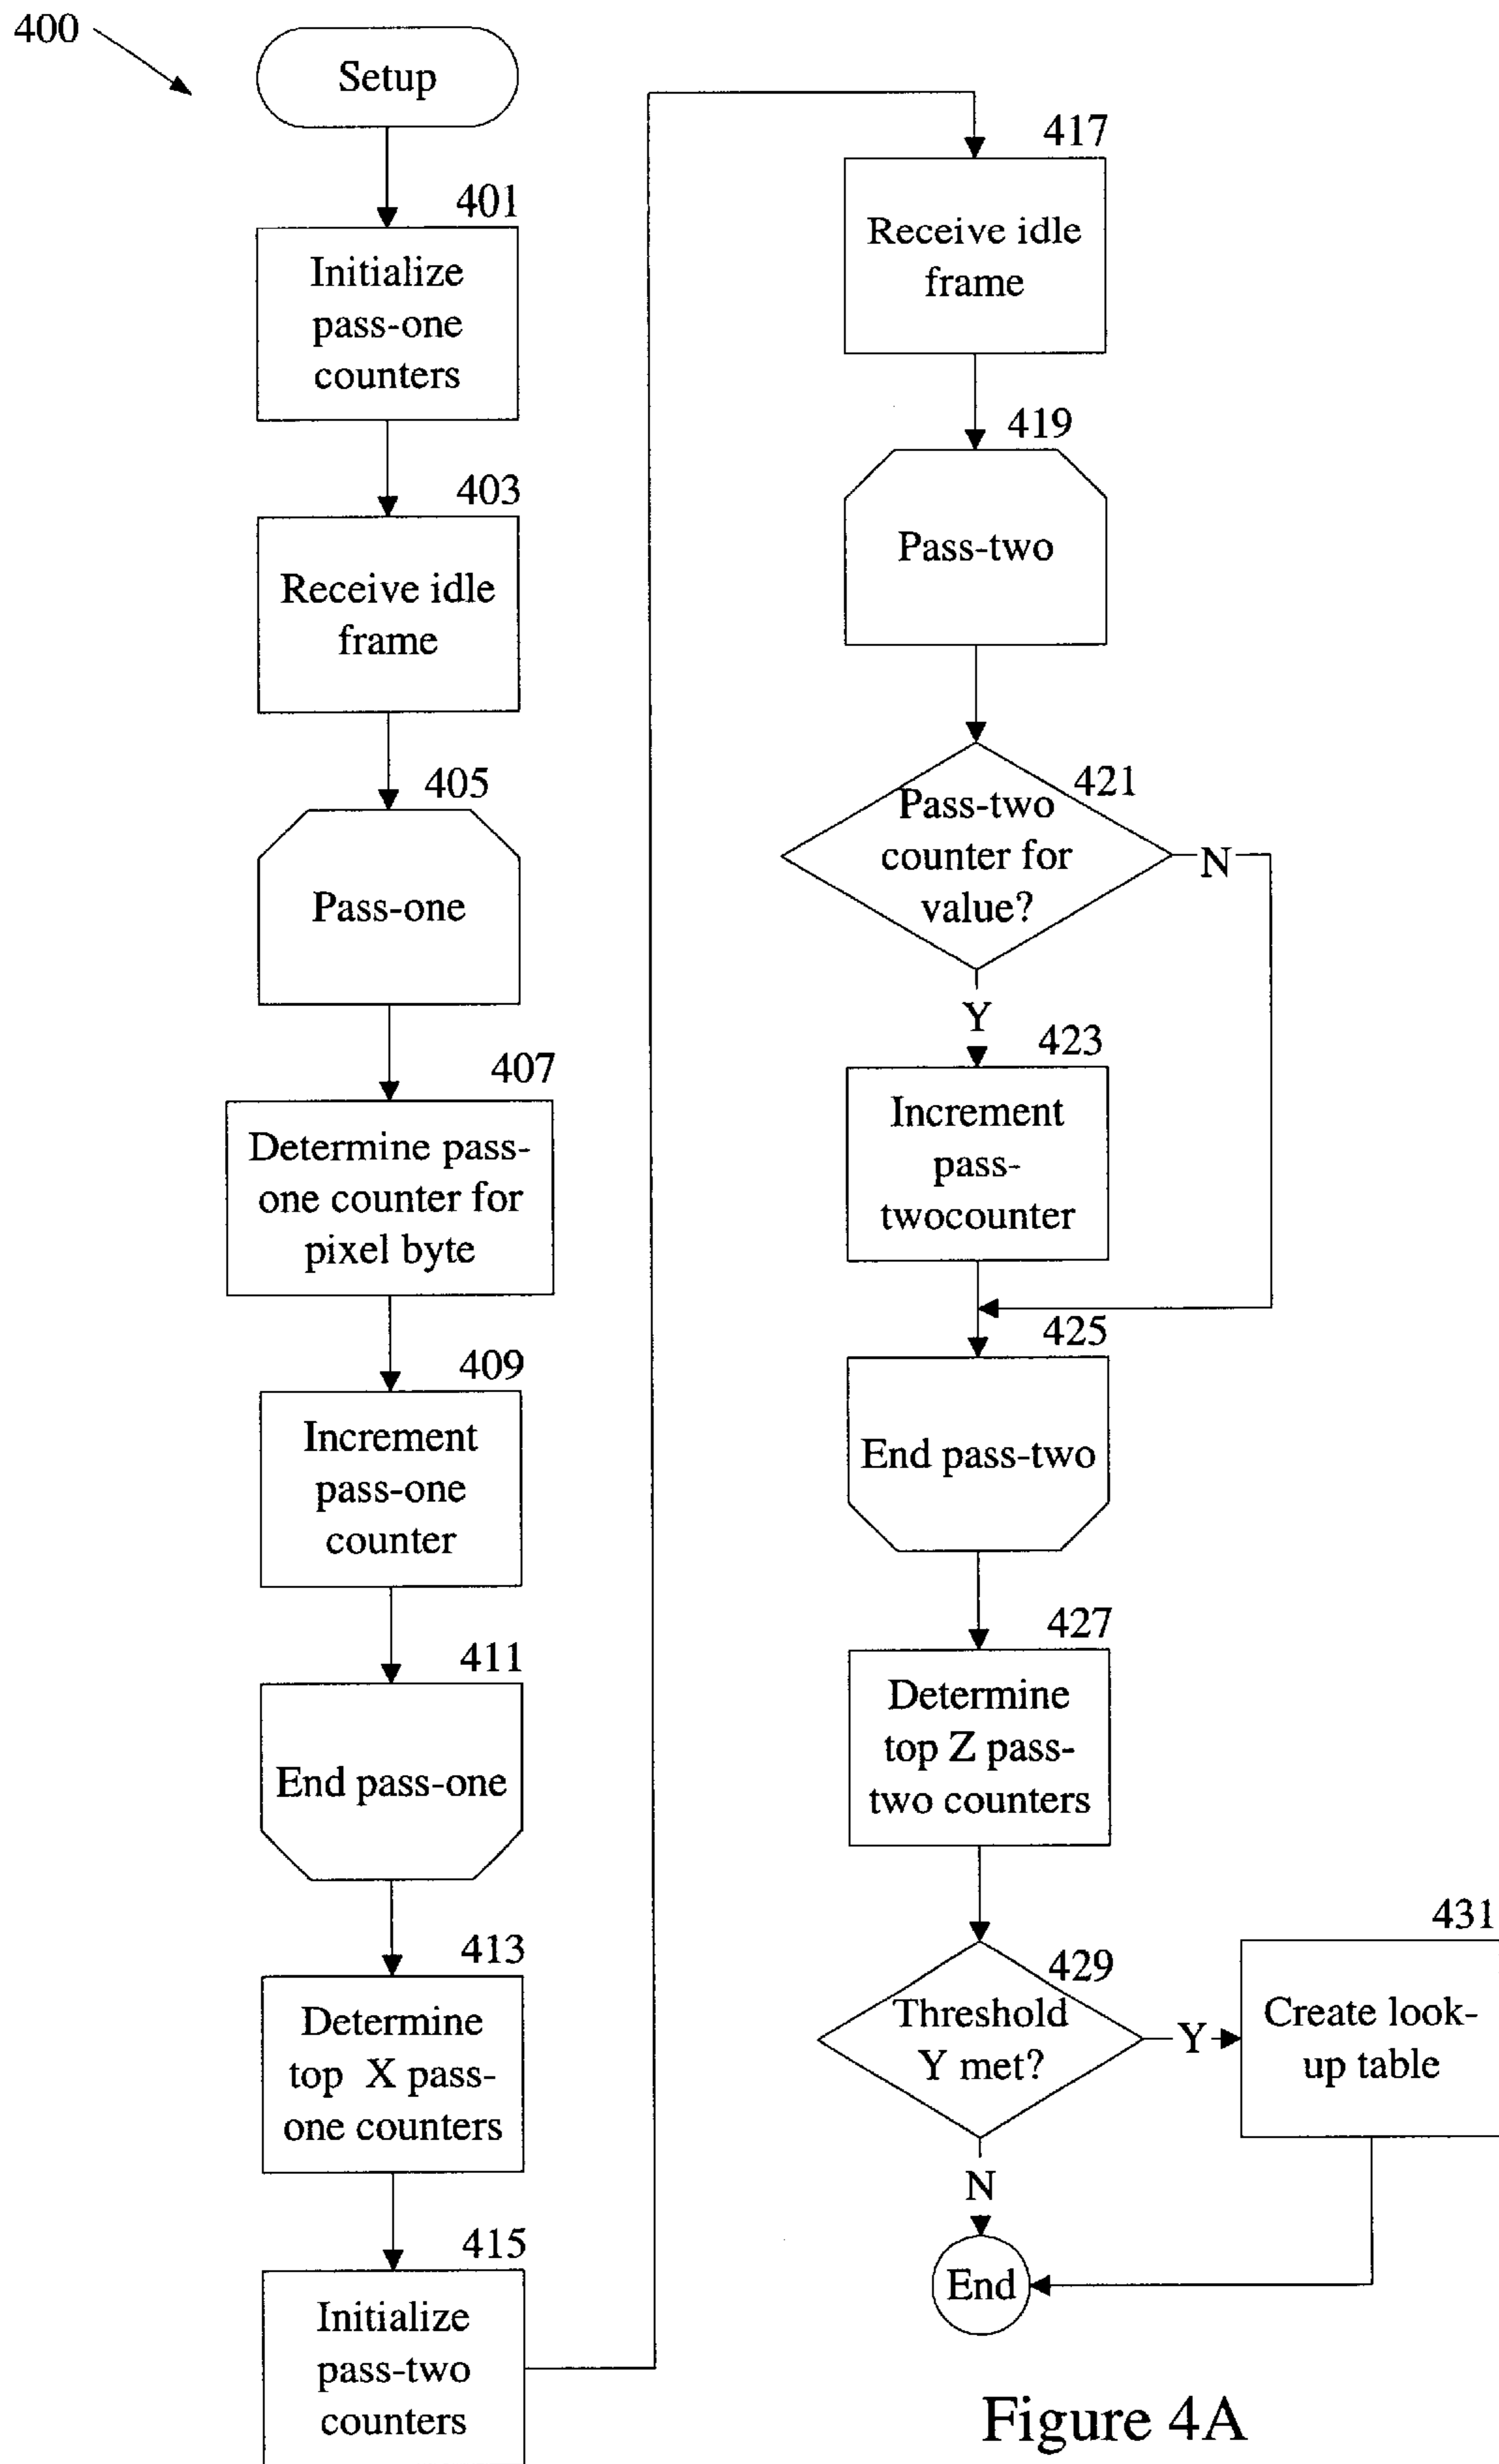 400
Setup
401
Initialize
pass-one
counters
403
Receive idle
frame
405
Pass-one
407
Determine pass-
one counter for
pixel byte
409
Increment
pass-one
counter
411
End pass-one
413
Determine
top X pass-
one counters
415
Initialize
pass-two
counters
417
Receive idle
frame
419
Pass-two
421
Pass-two
counter for
value?
N
Y
423
Increment
pass-
twocounter
425
End pass-two
427
Determine
top Z pass-
two counters
429
Threshold
Y met?
Y
431
Create look-
up table
N
End
Figure 4A